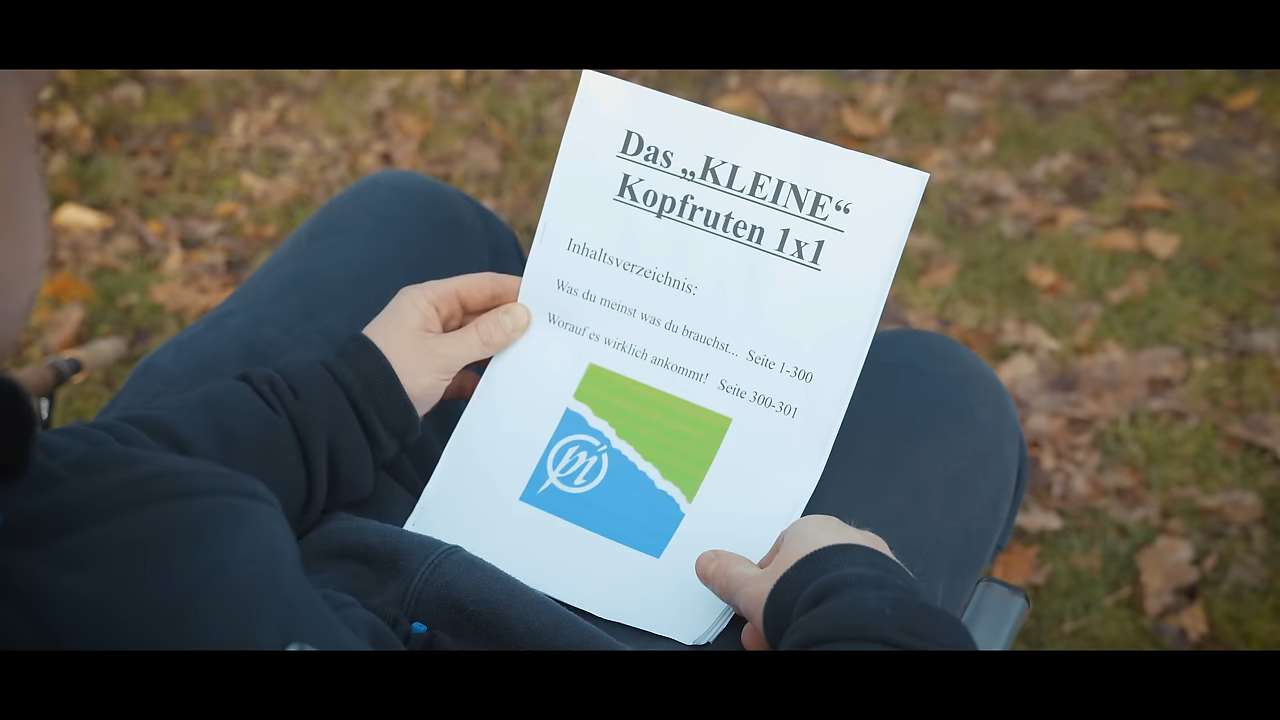 Das „KLEINE“
Kopfruten 1x1
Inhaltsverzeichnis:
Was du meinst was du brauchst... Seite 1-300
Worauf es wirklich ankommt! Seite 300-301
pi